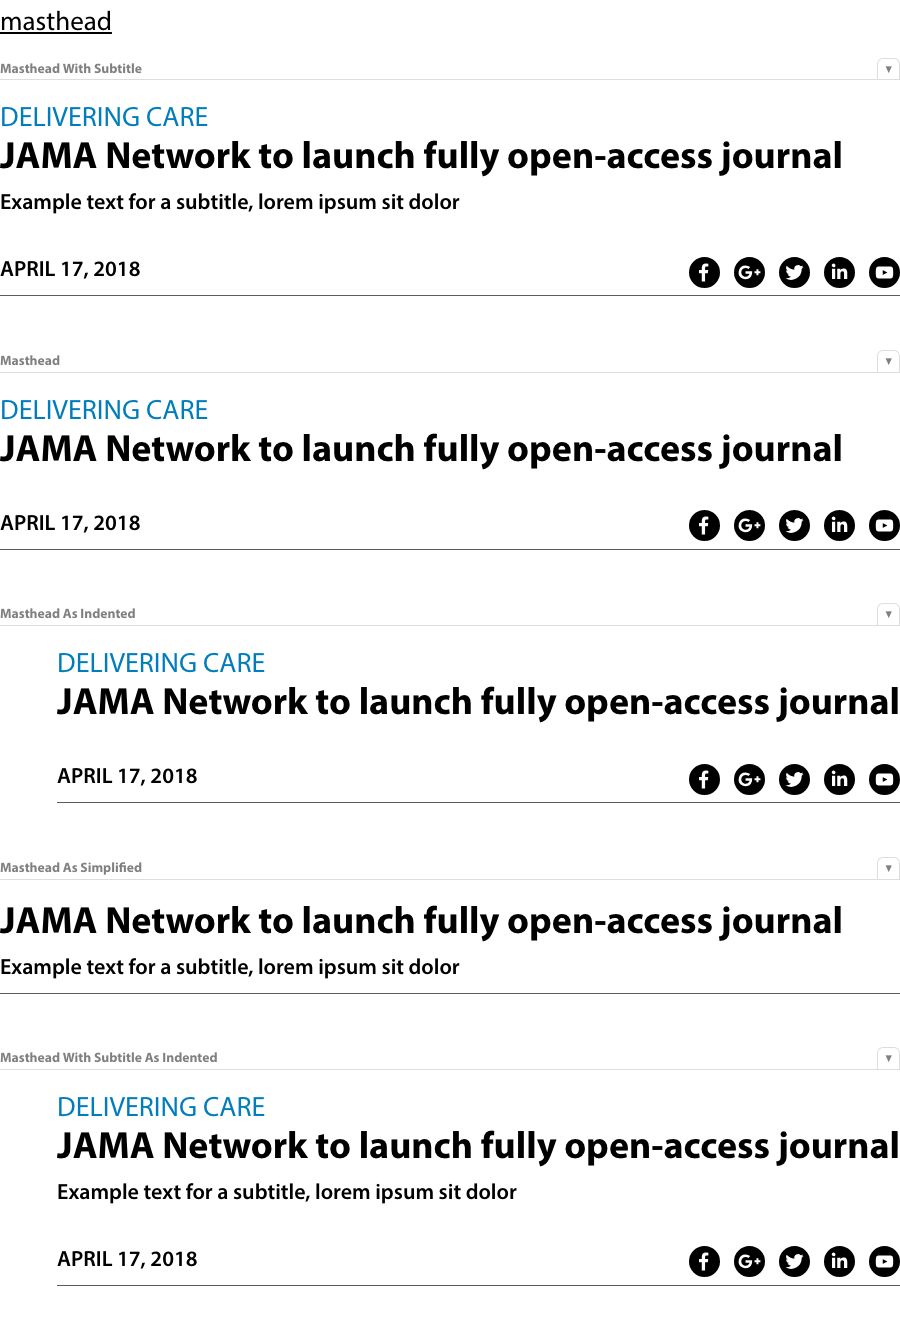 masthead
Masthead With Subtitle
DELIVERING CARE
JAMA Network to launch fully open-access journal
Example text for a subtitle, lorem ipsum sit dolor
APRIL 17, 2018
Masthead
DELIVERING CARE
JAMA Network to launch fully open-access journal
APRIL 17, 2018
Masthead As Indented
DELIVERING CARE
JAMA Network to launch fully open-access journal
APRIL 17, 2018
Masthead As Simplified
JAMA Network to launch fully open-access journal
Example text for a subtitle, lorem ipsum sit dolor
Masthead With Subtitle As Indented
DELIVERING CARE
JAMA Network to launch fully open-access journal
Example text for a subtitle, lorem ipsum sit dolor
APRIL 17, 2018